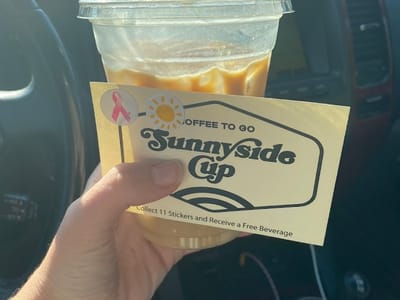 COFFEE TO GO
Sunnyside
Cup
Collect 11 Stickers and Receive a Free Beverage